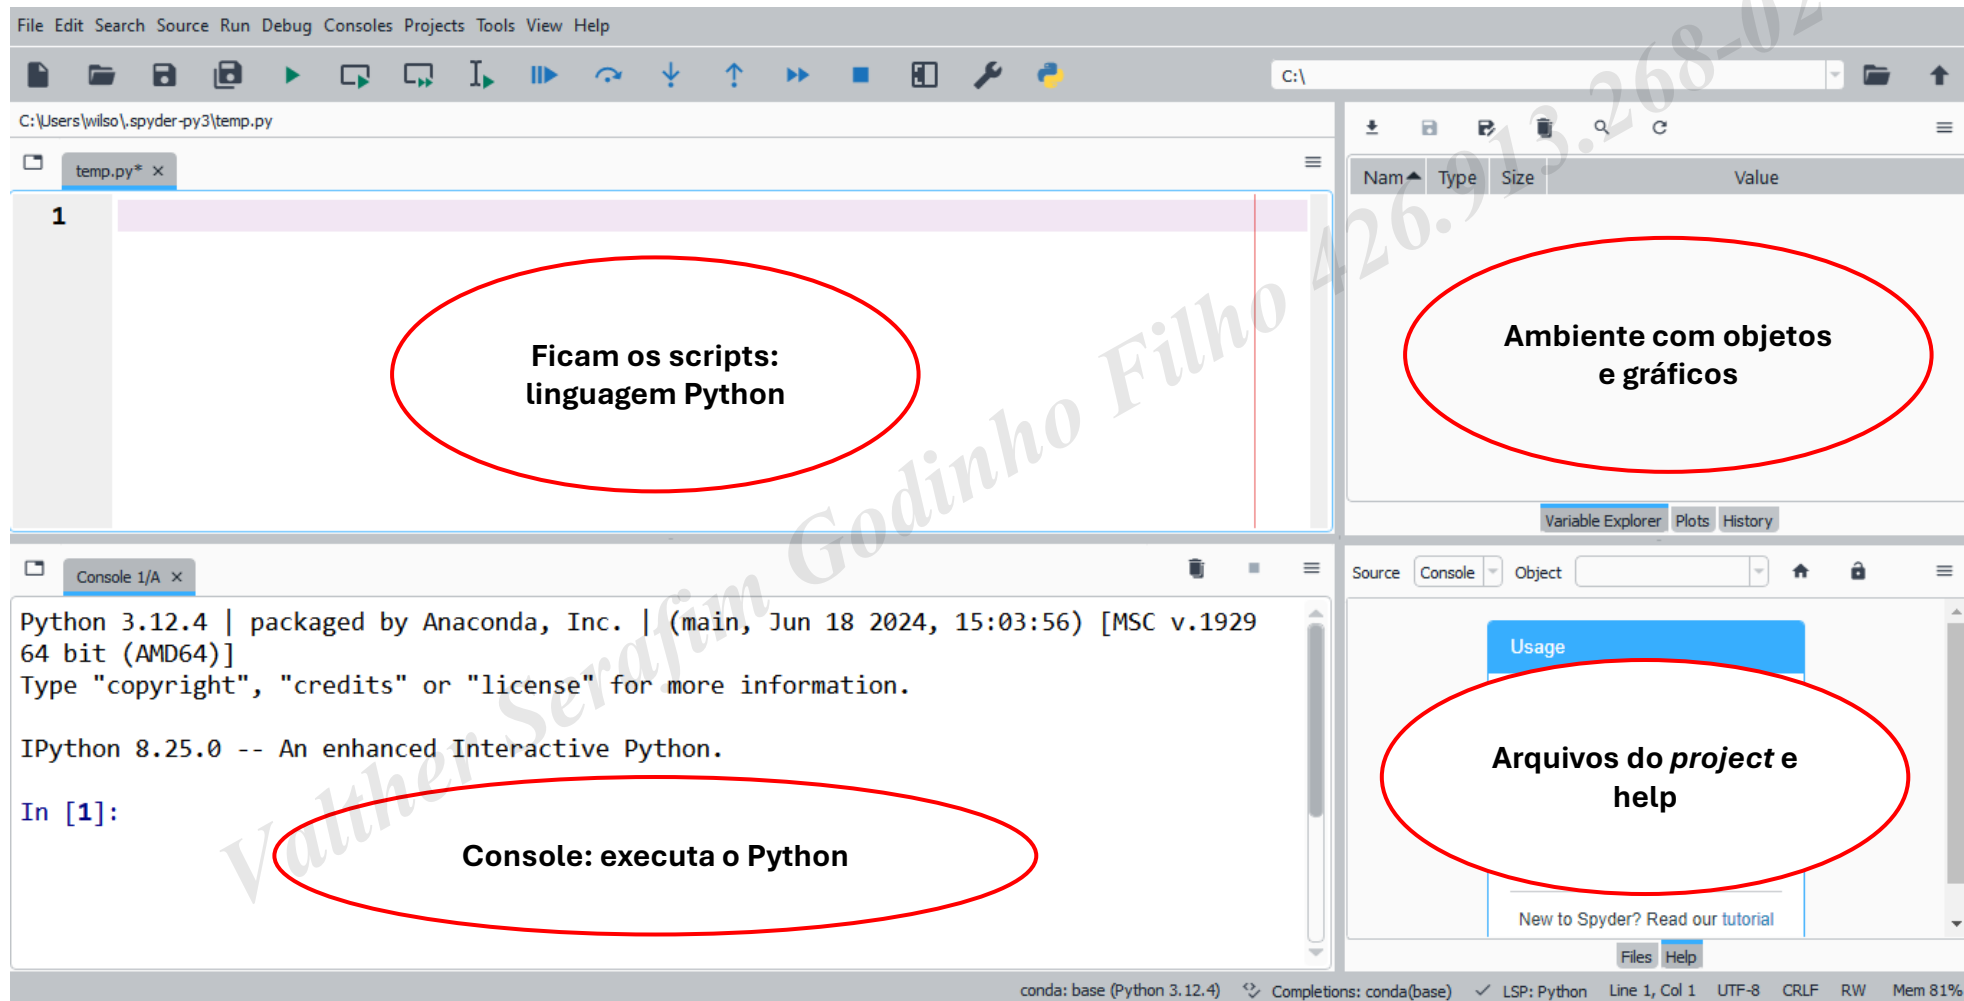 File Edit Search Source Run Debug Consoles Projects Tools View Help
C:\
C:\Users\wilso\.spyder-py3\temp.py
temp.py*
1
Ficam os scripts:
linguagem Python
Nam Type Size Value
Ambiente com objetos
e gráficos
Variable Explorer Plots History
Console 1/A
Python 3.12.4 | packaged by Anaconda, Inc. | (main, Jun 18 2024, 15:03:56) [MSC v.1929
64 bit (AMD64)]
Type "copyright", "credits" or "license" for more information.
IPython 8.25.0 -- An enhanced Interactive Python.
In [1]:
Console: executa o Python
Source Console Object
Usage
Arquivos do project e
help
New to Spyder? Read our tutorial
Files Help
conda: base (Python 3.12.4) Completions: conda(base) LSP: Python Line 1, Col 1 UTF-8 CRLF RW Mem 81%
Valther Serafim Godinho Filho 426.913.268-02